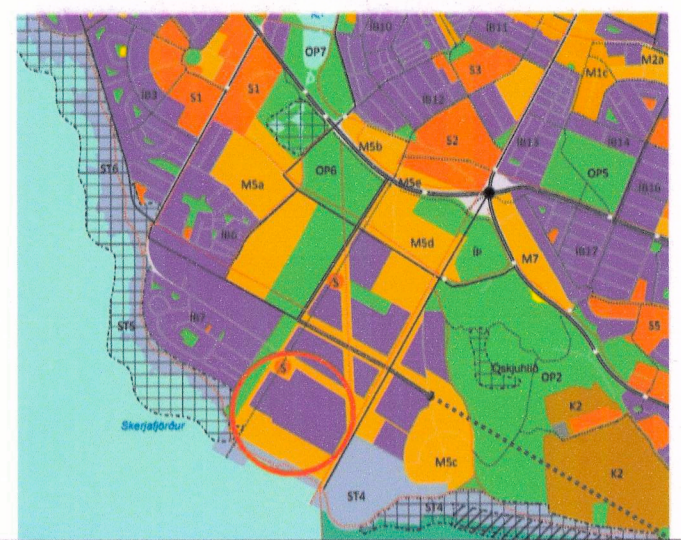 ÍB10
ÍB11
OP7
M2a
S3
M1c
ÍB3
S1
S1
ÍB12
M5b
S2
ÍB13
ÍB14
ST6
OP6
OP5
M5a
M5e
ÍB16
ÍB6
M5d
ÍÞ
M7
ÍB17
S
ÍB7
ST5
S5
S
Öskjuhlíð
OP2
K2
Skerjafjörður
M5c
K2
ST4
ST4